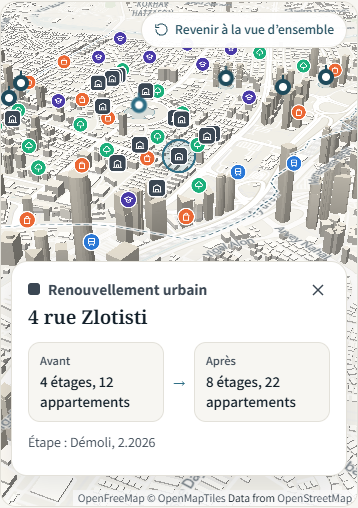 Revenir à la vue d'ensemble
Renouvellement urbain
4 rue Zlotisti
Avant
4 étages, 12
appartements
→
Après
8 étages, 22
appartements
Étape : Démoli, 2.2026
OpenFreeMap © OpenMapTiles Data from OpenStreetMap